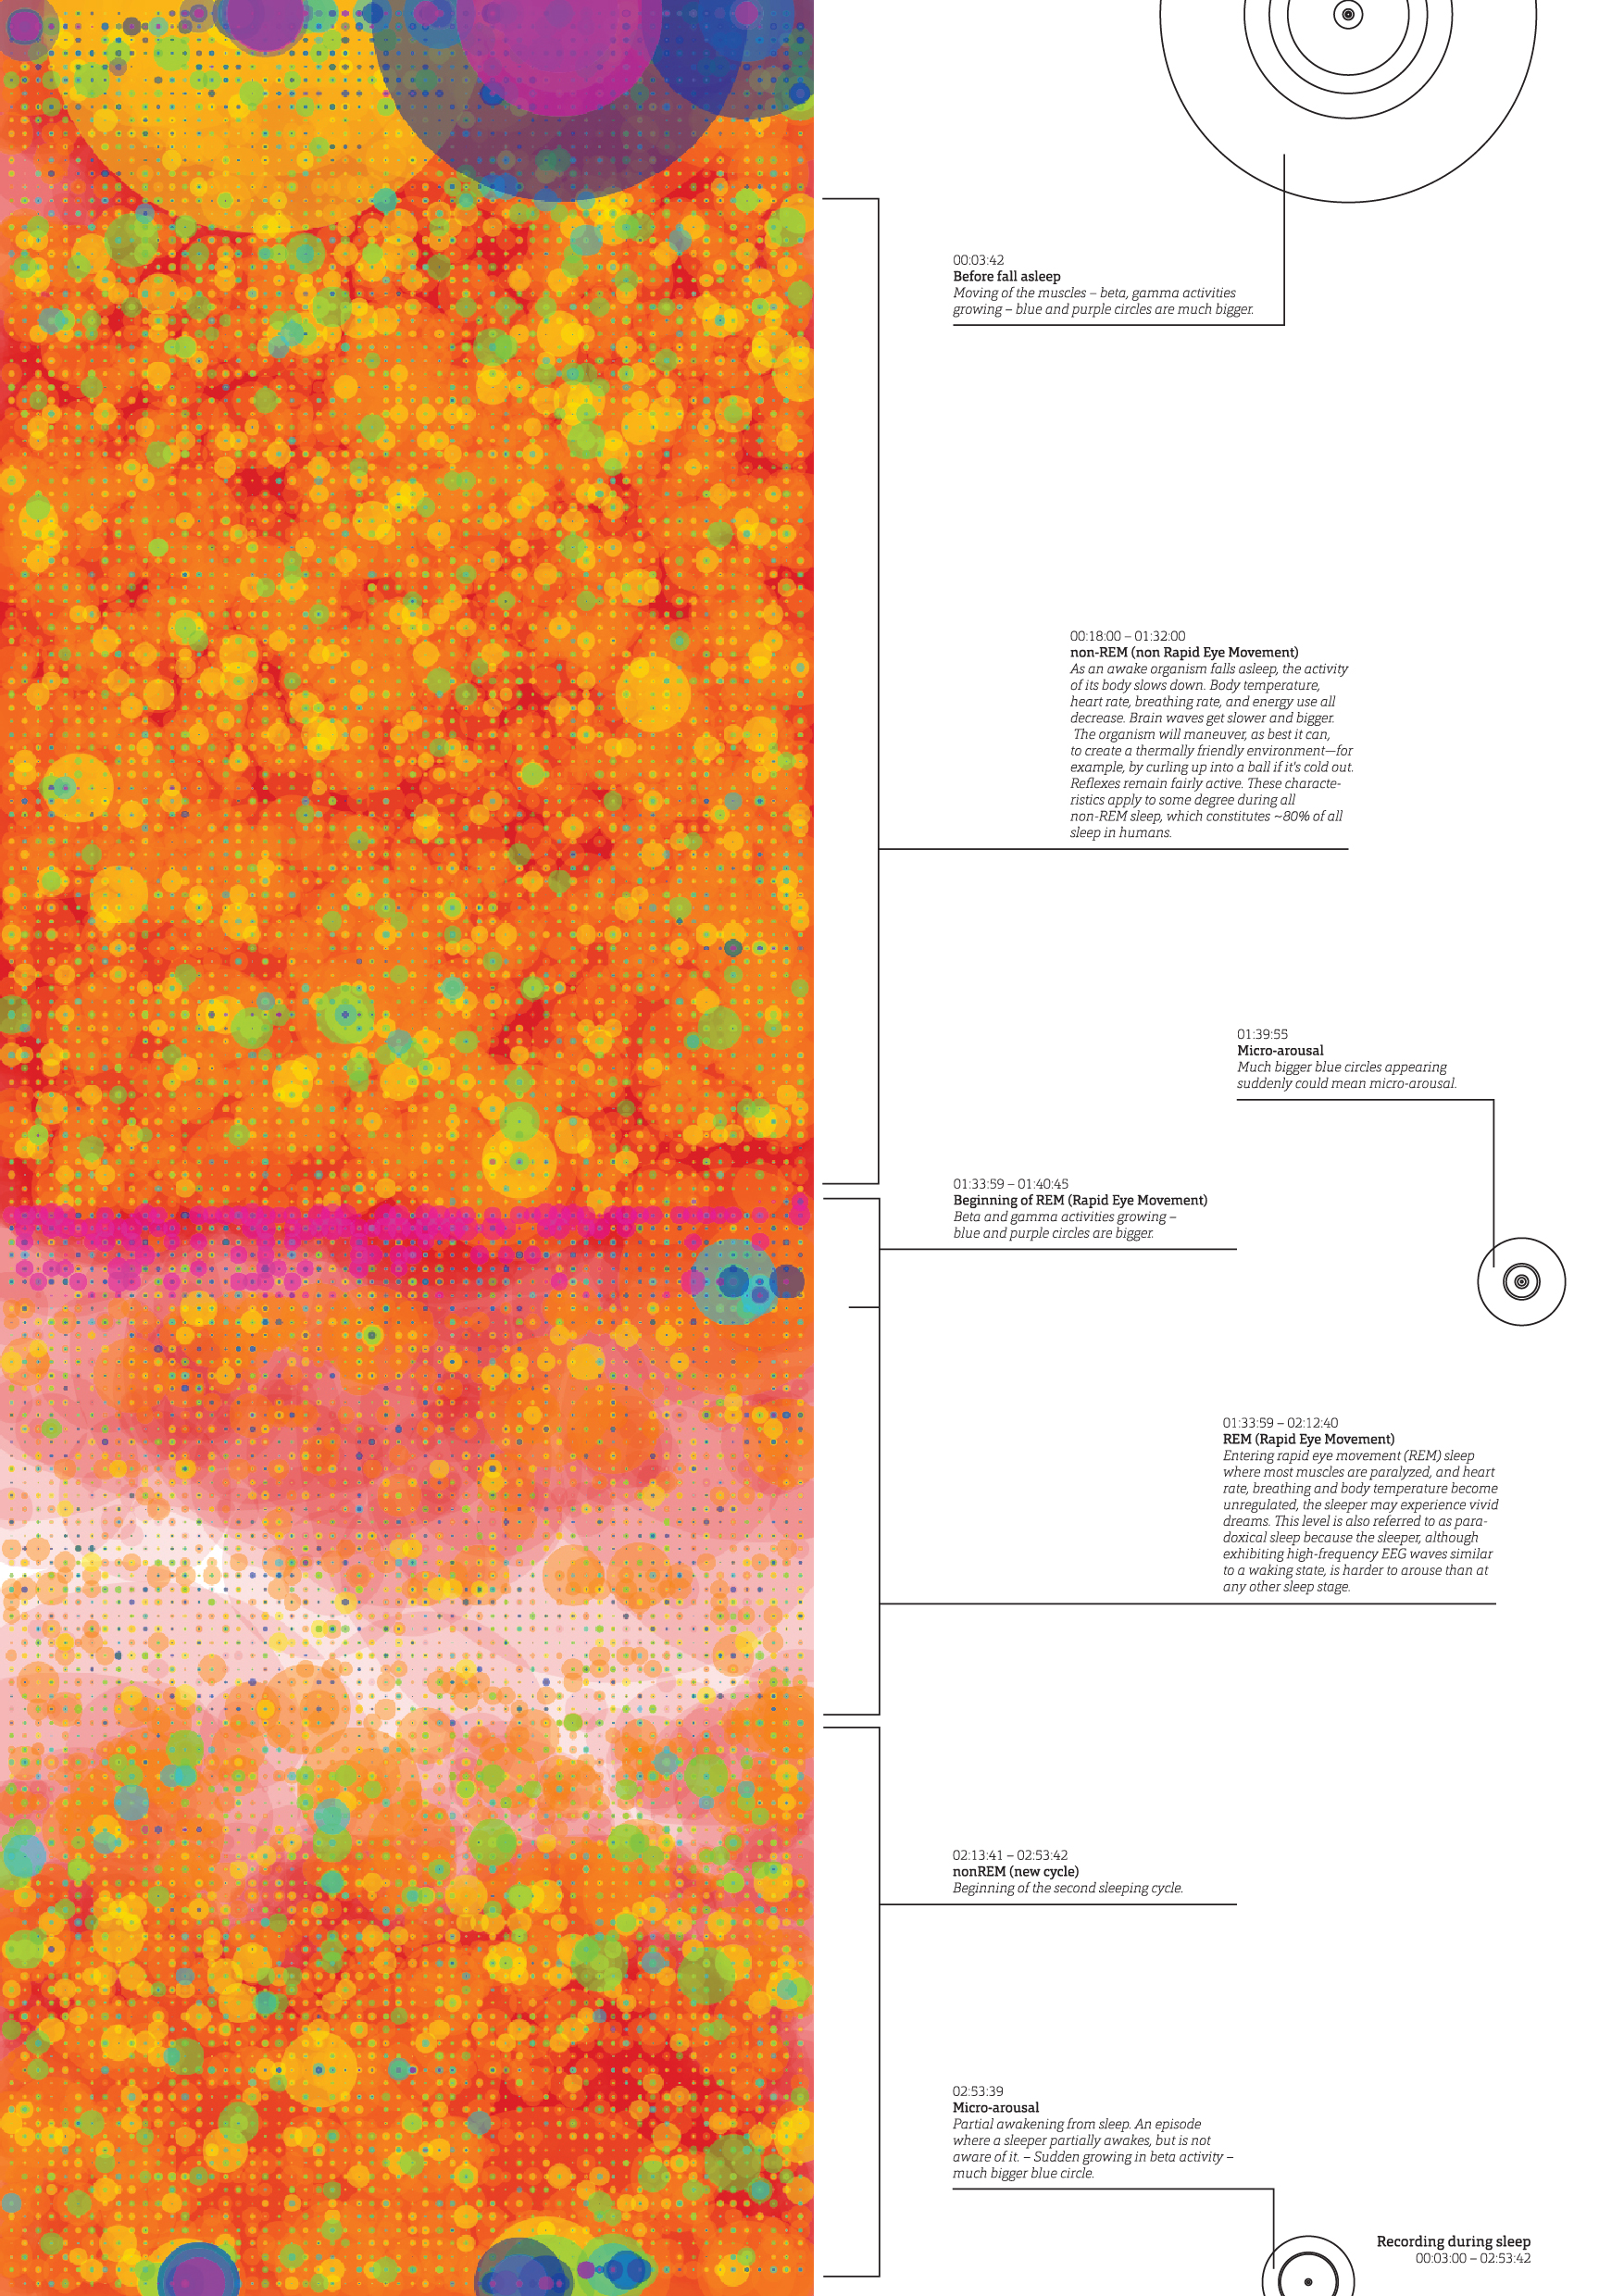 00:03:42
Before fall asleep
Moving of the muscles – beta, gamma activities
growing – blue and purple circles are much bigger.
00:18:00 – 01:32:00
non-REM (non Rapid Eye Movement)
As an awake organism falls asleep, the activity
of its body slows down. Body temperature,
heart rate, breathing rate, and energy use all
decrease. Brain waves get slower and bigger.
The organism will maneuver, as best it can,
to create a thermally friendly environment—for
example, by curling up into a ball if it's cold out.
Reflexes remain fairly active. These characte-
ristics apply to some degree during all
non-REM sleep, which constitutes ~80% of all
sleep in humans.
01:39:55
Micro-arousal
Much bigger blue circles appearing
suddenly could mean micro-arousal.
01:33:59 – 01:40:45
Beginning of REM (Rapid Eye Movement)
Beta and gamma activities growing –
blue and purple circles are bigger.
01:33:59 – 02:12:40
REM (Rapid Eye Movement)
Entering rapid eye movement (REM) sleep
where most muscles are paralyzed, and heart
rate, breathing and body temperature become
unregulated, the sleeper may experience vivid
dreams. This level is also referred to as para-
doxical sleep because the sleeper, although
exhibiting high-frequency EEG waves similar
to a waking state, is harder to arouse than at
any other sleep stage.
02:13:41 – 02:53:42
nonREM (new cycle)
Beginning of the second sleeping cycle.
02:53:39
Micro-arousal
Partial awakening from sleep. An episode
where a sleeper partially awakes, but is not
aware of it. – Sudden growing in beta activity –
much bigger blue circle.
Recording during sleep
00:03:00 – 02:53:42